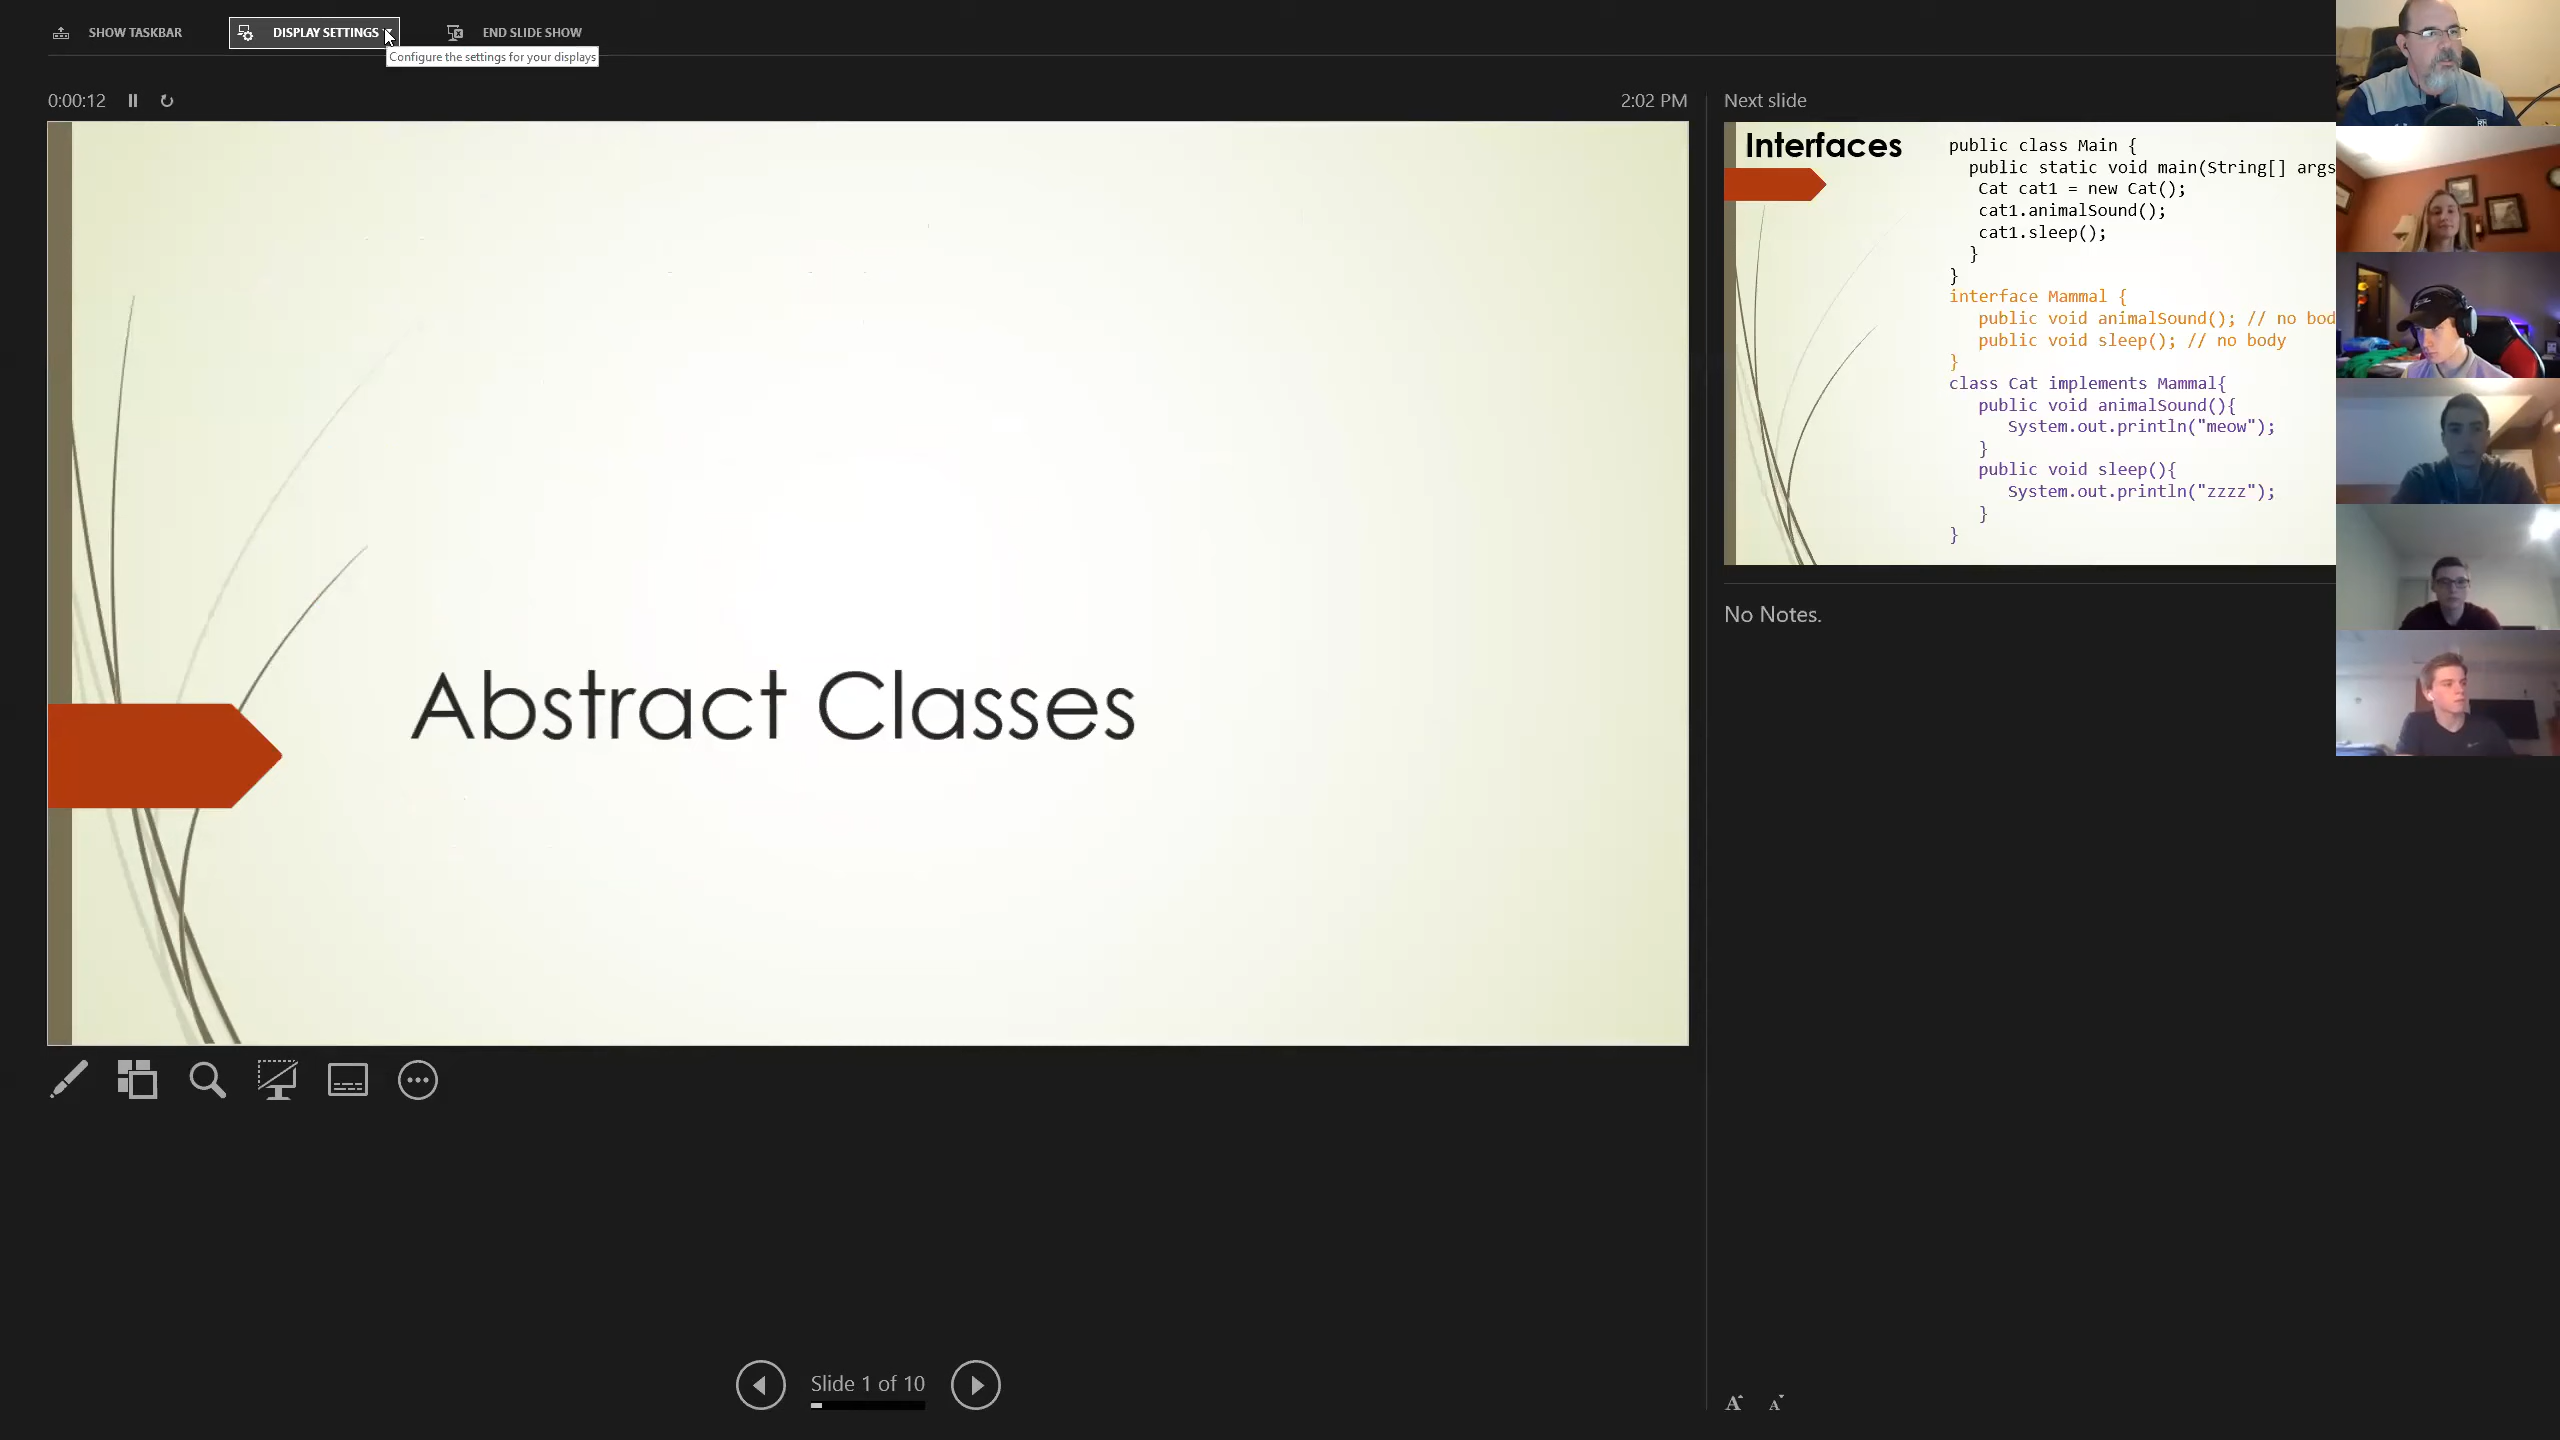 SHOW TASKBAR
DISPLAY SETTINGS
END SLIDE SHOW
Configure the settings for your displays
0:00:12
2:02 PM
Abstract Classes
Slide 1 of 10
Next slide
Interfaces
public class Main {
public static void main(String[] args
Cat cat1 = new Cat();
cat1.animalSound();
cat1.sleep();
}
}
interface Mammal {
public void animalSound(); // no bod
public void sleep(); // no body
}
class Cat implements Mammal{
public void animalSound(){
System.out.println("meow");
}
public void sleep(){
System.out.println("zzzz");
}
}
No Notes.
A A